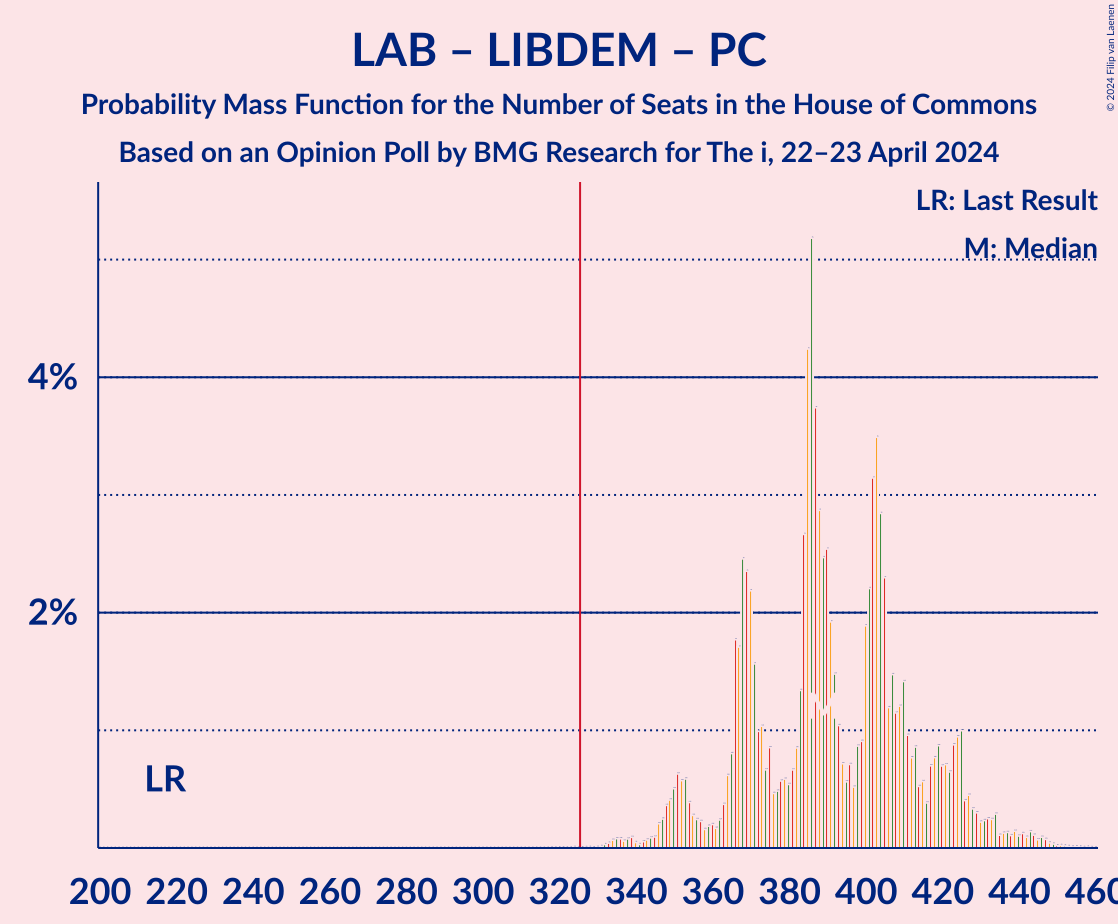 LAB – LIBDEM – PC
Probability Mass Function for the Number of Seats in the House of Commons
Based on an Opinion Poll by BMG Research for The i, 22–23 April 2024
© 2024 Filip van Laenen
LR: Last Result
M: Median
4%
2%
LR
200 220 240 260 280 300 320 340 360 380 400 420 440 460